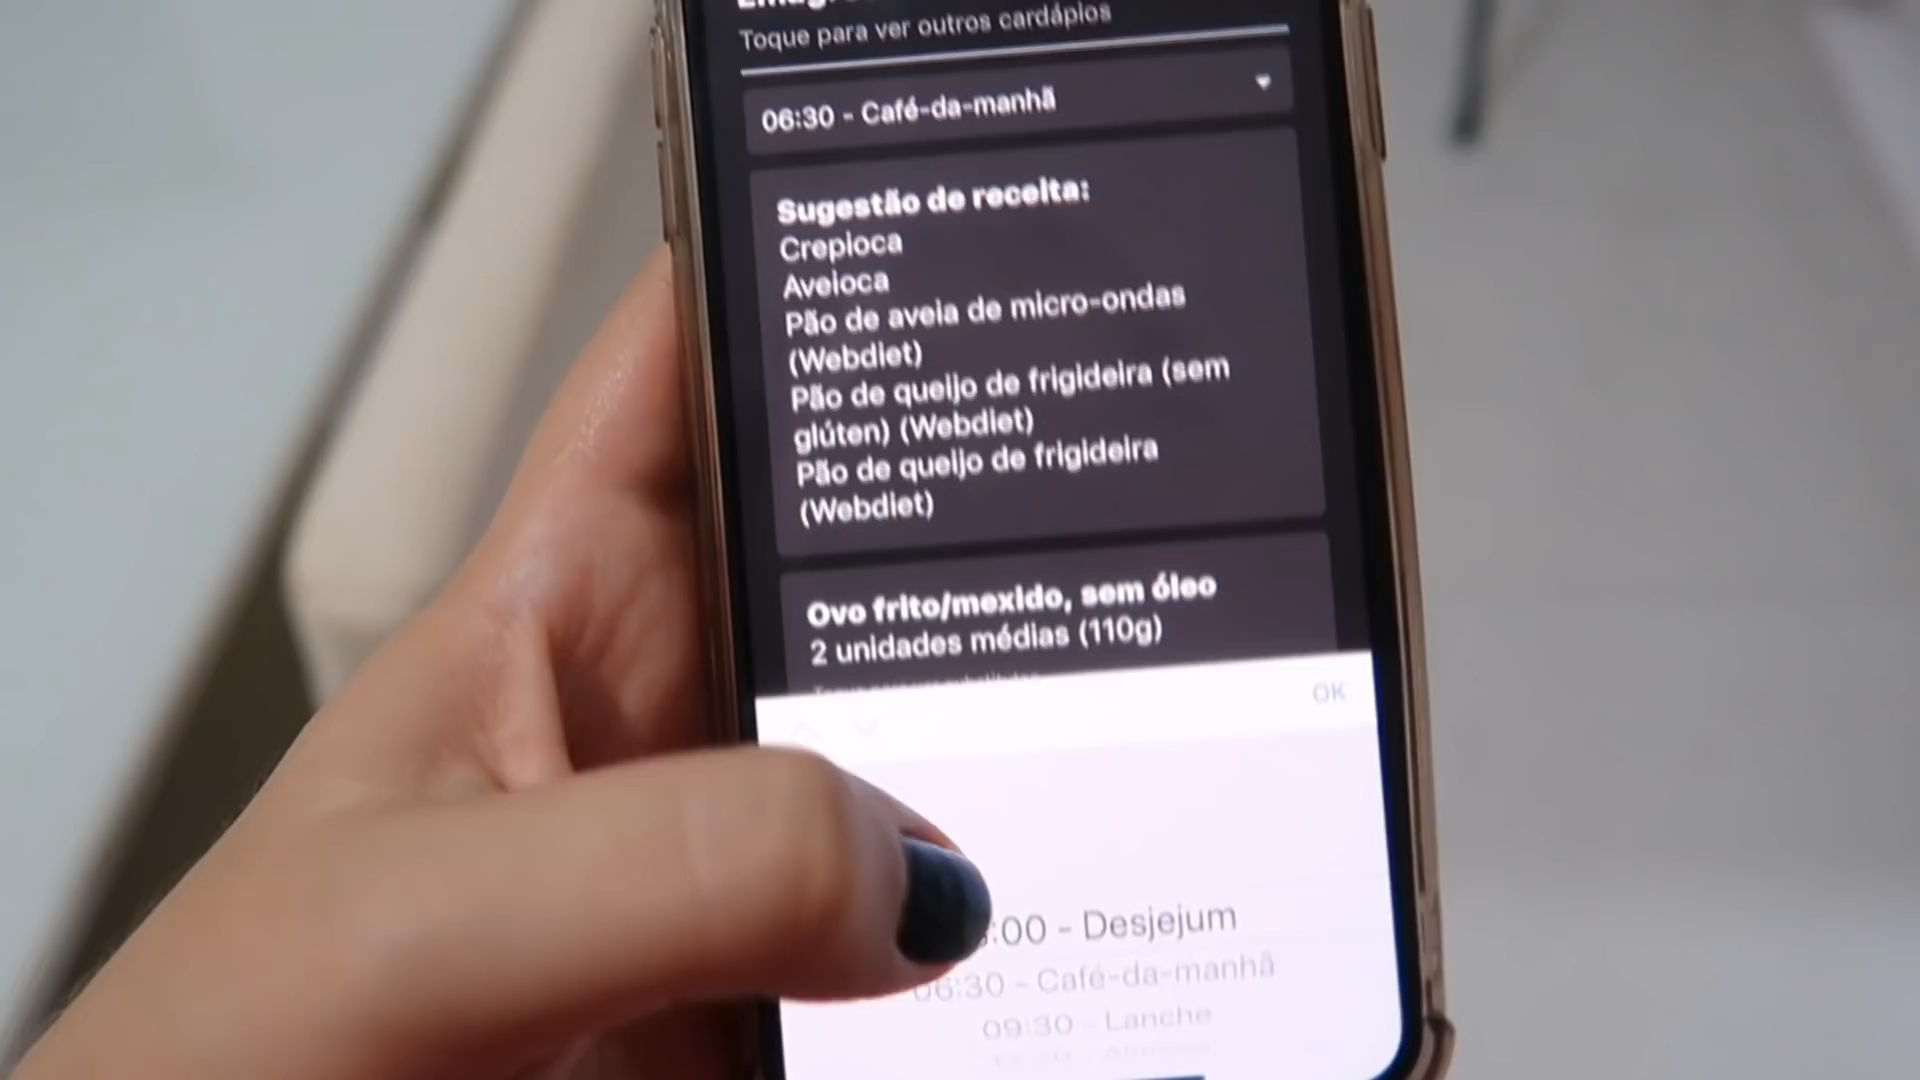 Toque para ver outros cardápios
06:30 - Café-da-manhã
Sugestão de receita:
Crepioca
Aveioca
Pão de aveia de micro-ondas
(Webdiet)
Pão de queijo de frigideira (sem
glúten) (Webdiet)
Pão de queijo de frigideira
(Webdiet)
Ovo frito/mexido, sem óleo
2 unidades médias (110g)
OK
:00 - Desjejum
06:30 - Café-da-manhã
09:30 - Lanche